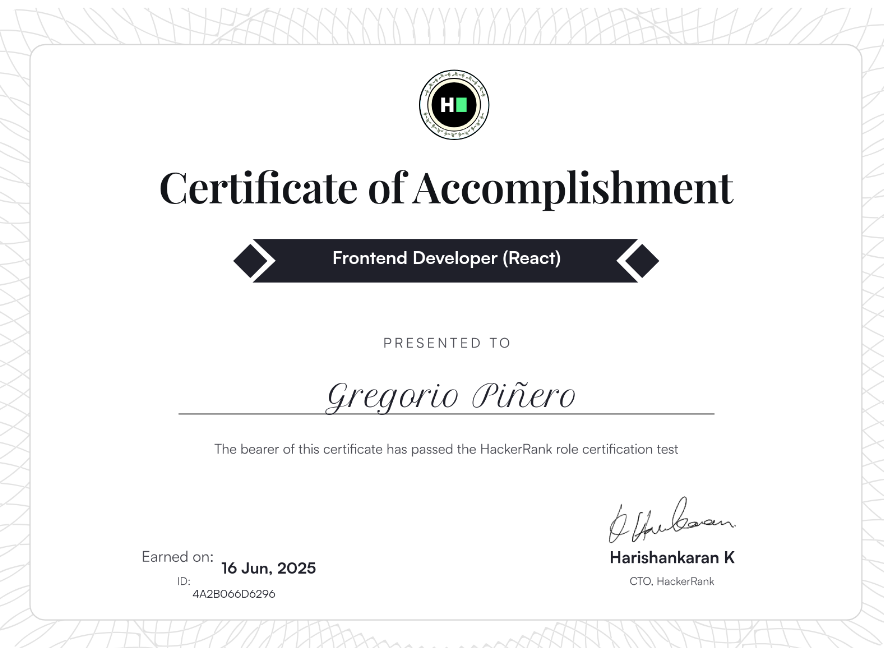 H
Certificate of Accomplishment
Frontend Developer (React)
PRESENTED TO
Gregorio Piñero
The bearer of this certificate has passed the HackerRank role certification test
Earned on: 16 Jun, 2025
ID: 4A2B066D6296
Harishankaran K
CTO, HackerRank